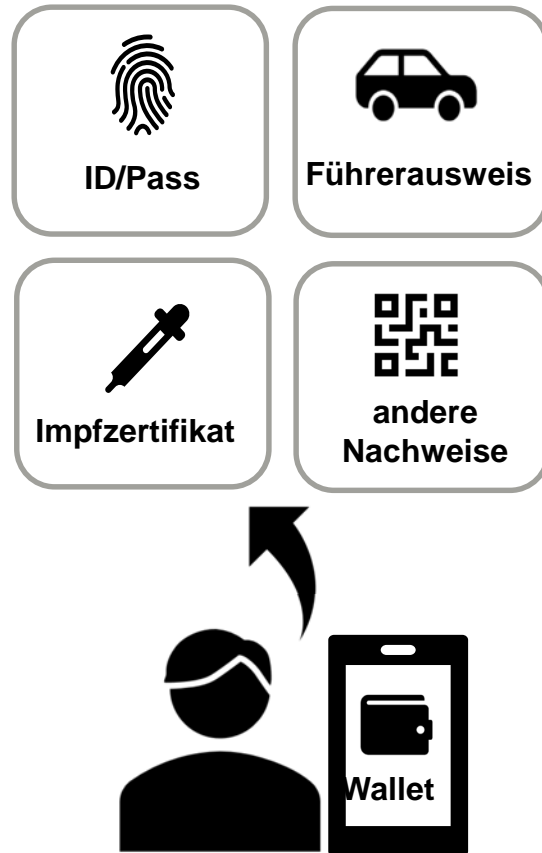 ID/Pass
Führerausweis
Impfzertifikat
andere
Nachweise
Wallet